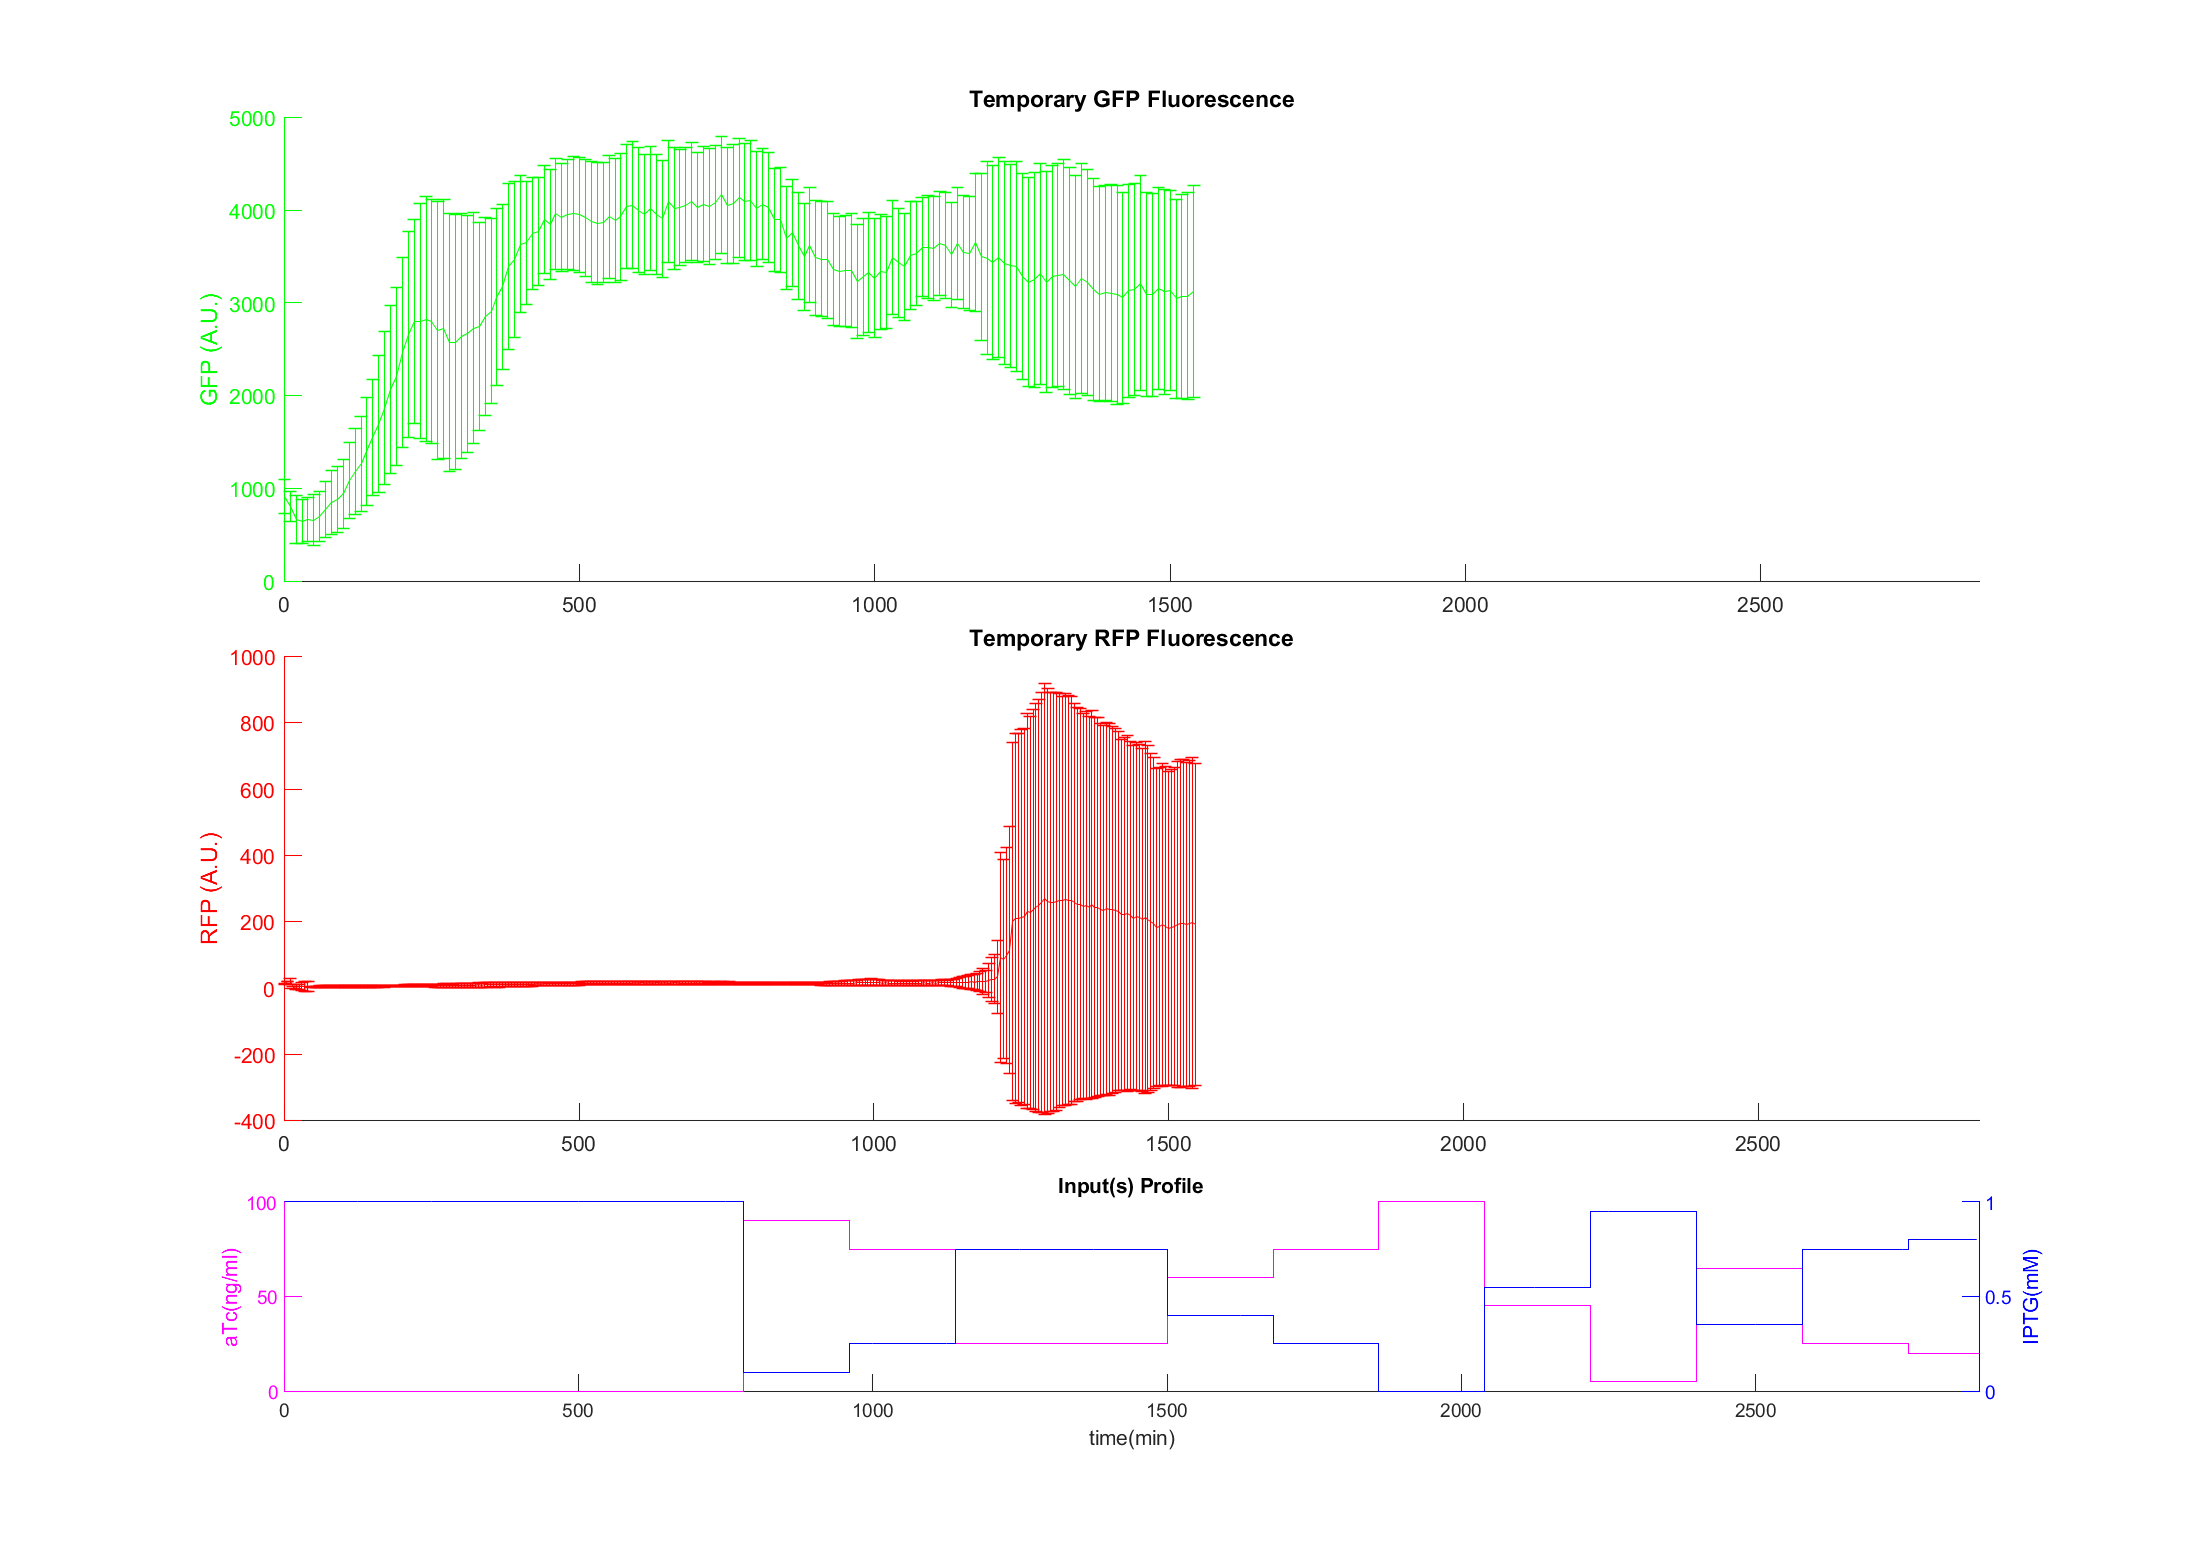 Temporary GFP Fluorescence
5000
4000
3000
2000
1000
0
GFP (A.U.)
0 500 1000 1500 2000 2500
Temporary RFP Fluorescence
1000
800
600
400
200
0
-200
-400
RFP (A.U.)
0 500 1000 1500 2000 2500
Input(s) Profile
100
50
0
aTc(ng/ml)
1
0.5
0
IPTG(mM)
0 500 1000 1500 2000 2500
time(min)